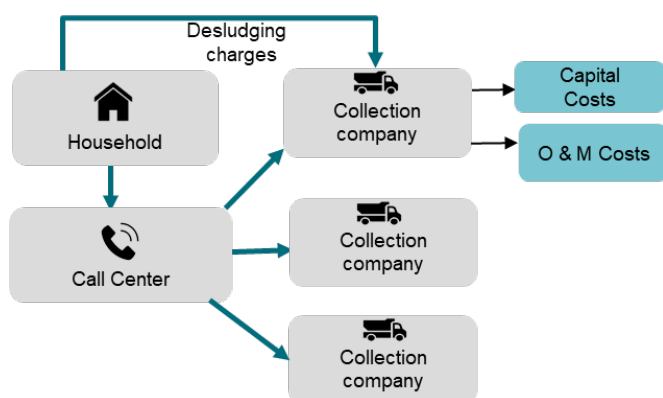 Desludging
charges
Household
Collection
company
Capital
Costs
O & M Costs
Call Center
Collection
company
Collection
company